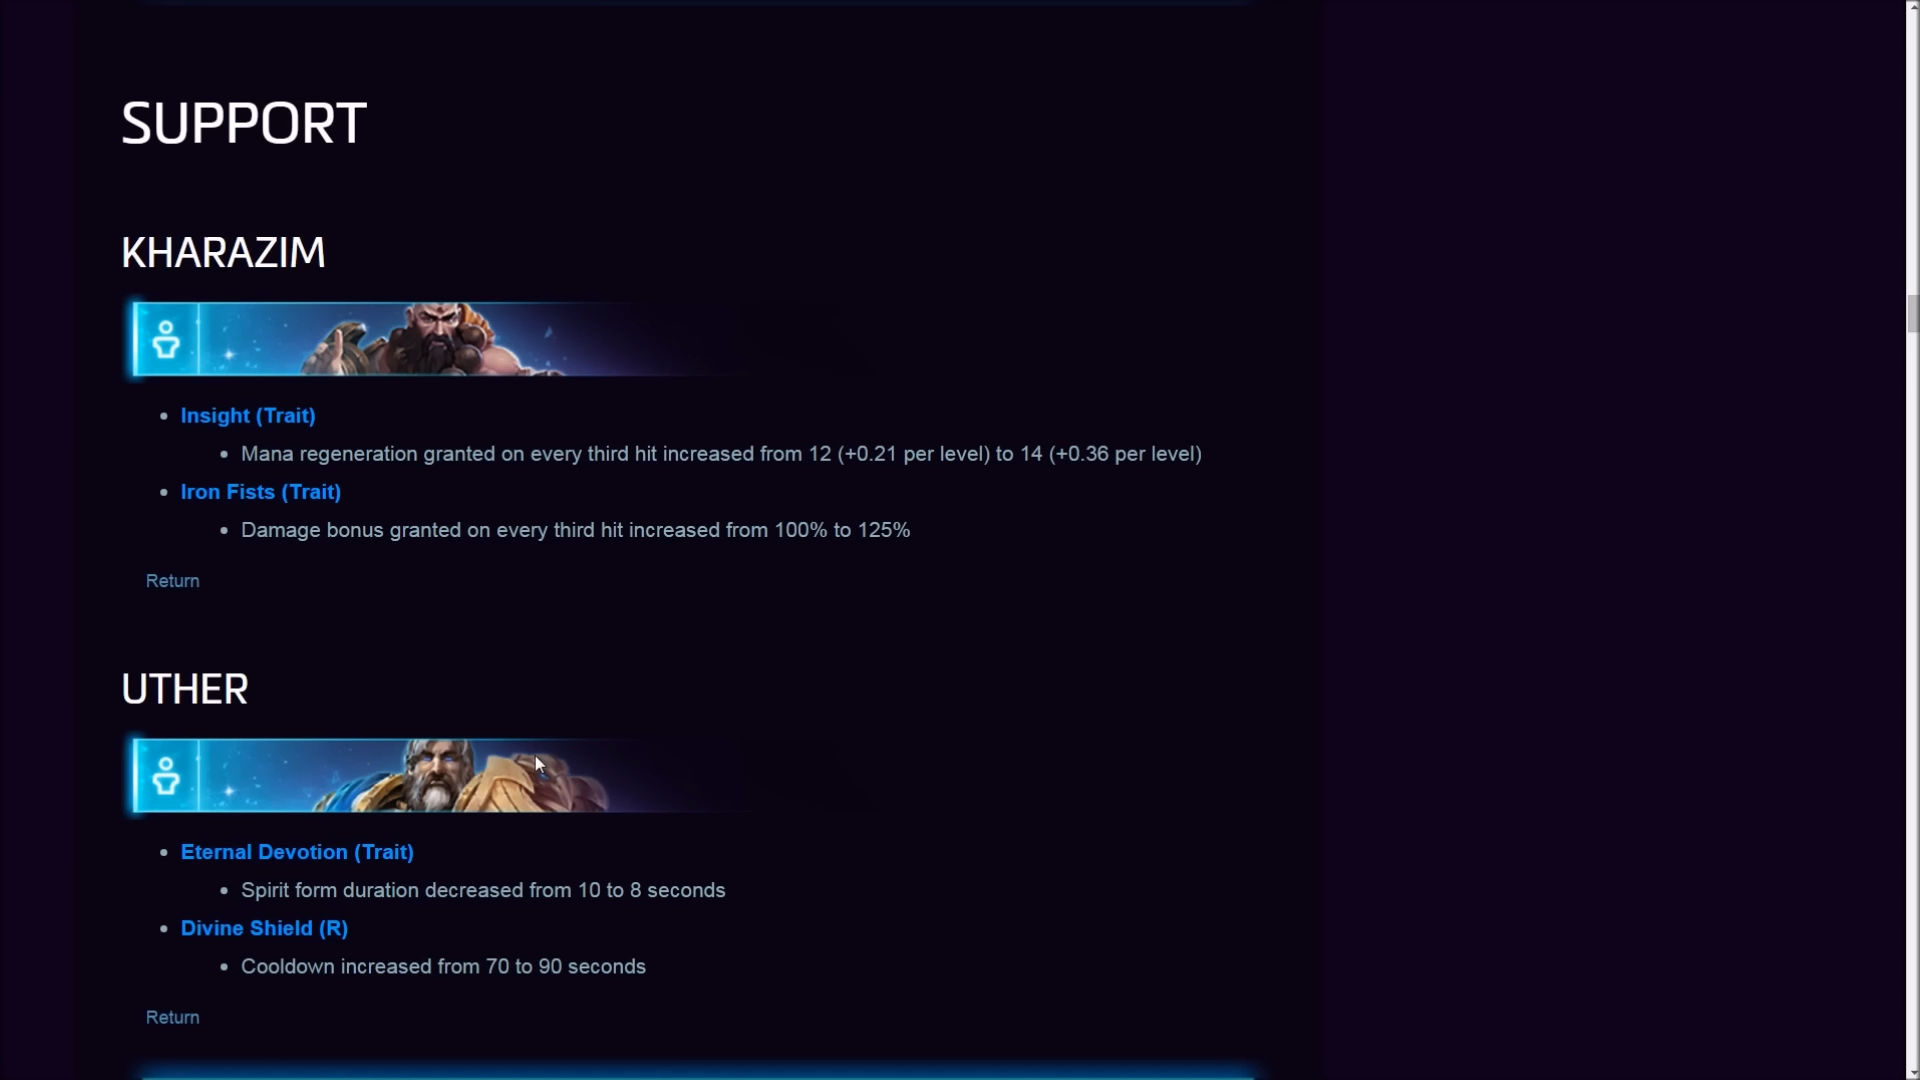 SUPPORT
KHARAZIM
Insight (Trait)
Mana regeneration granted on every third hit increased from 12 (+0.21 per level) to 14 (+0.36 per level)
Iron Fists (Trait)
Damage bonus granted on every third hit increased from 100% to 125%
Return
UTHER
Eternal Devotion (Trait)
Spirit form duration decreased from 10 to 8 seconds
Divine Shield (R)
Cooldown increased from 70 to 90 seconds
Return